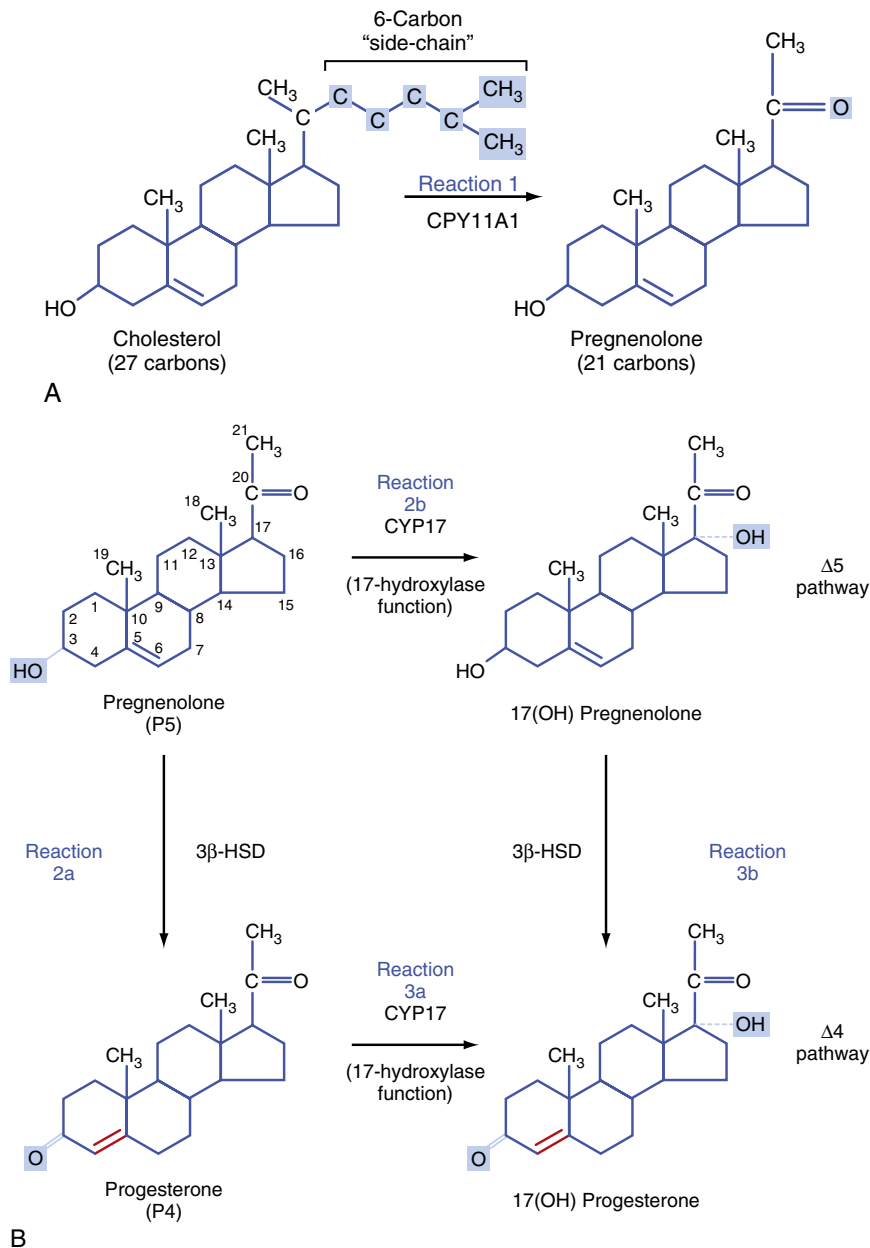 6-Carbon
“side-chain”
CH3
C
C
C
C
CH3
C
CH3
CH3
CH3
HO
Cholesterol
(27 carbons)
Reaction 1
CPY11A1
CH3
C
O
CH3
CH3
HO
Pregnenolone
(21 carbons)
A
21
CH3
20
C
O
18
CH3
17
19
CH3
12
13
16
11
1
9
14
15
2
10
8
3
5
4
6
7
HO
Pregnenolone
(P5)
Reaction
2b
CYP17
(17-hydroxylase
function)
CH3
C
O
CH3
OH
CH3
HO
17(OH) Pregnenolone
Δ5
pathway
Reaction
2a
3β-HSD
3β-HSD
Reaction
3b
CH3
C
O
CH3
CH3
O
Progesterone
(P4)
Reaction
3a
CYP17
(17-hydroxylase
function)
CH3
C
O
CH3
OH
CH3
O
17(OH) Progesterone
Δ4
pathway
B